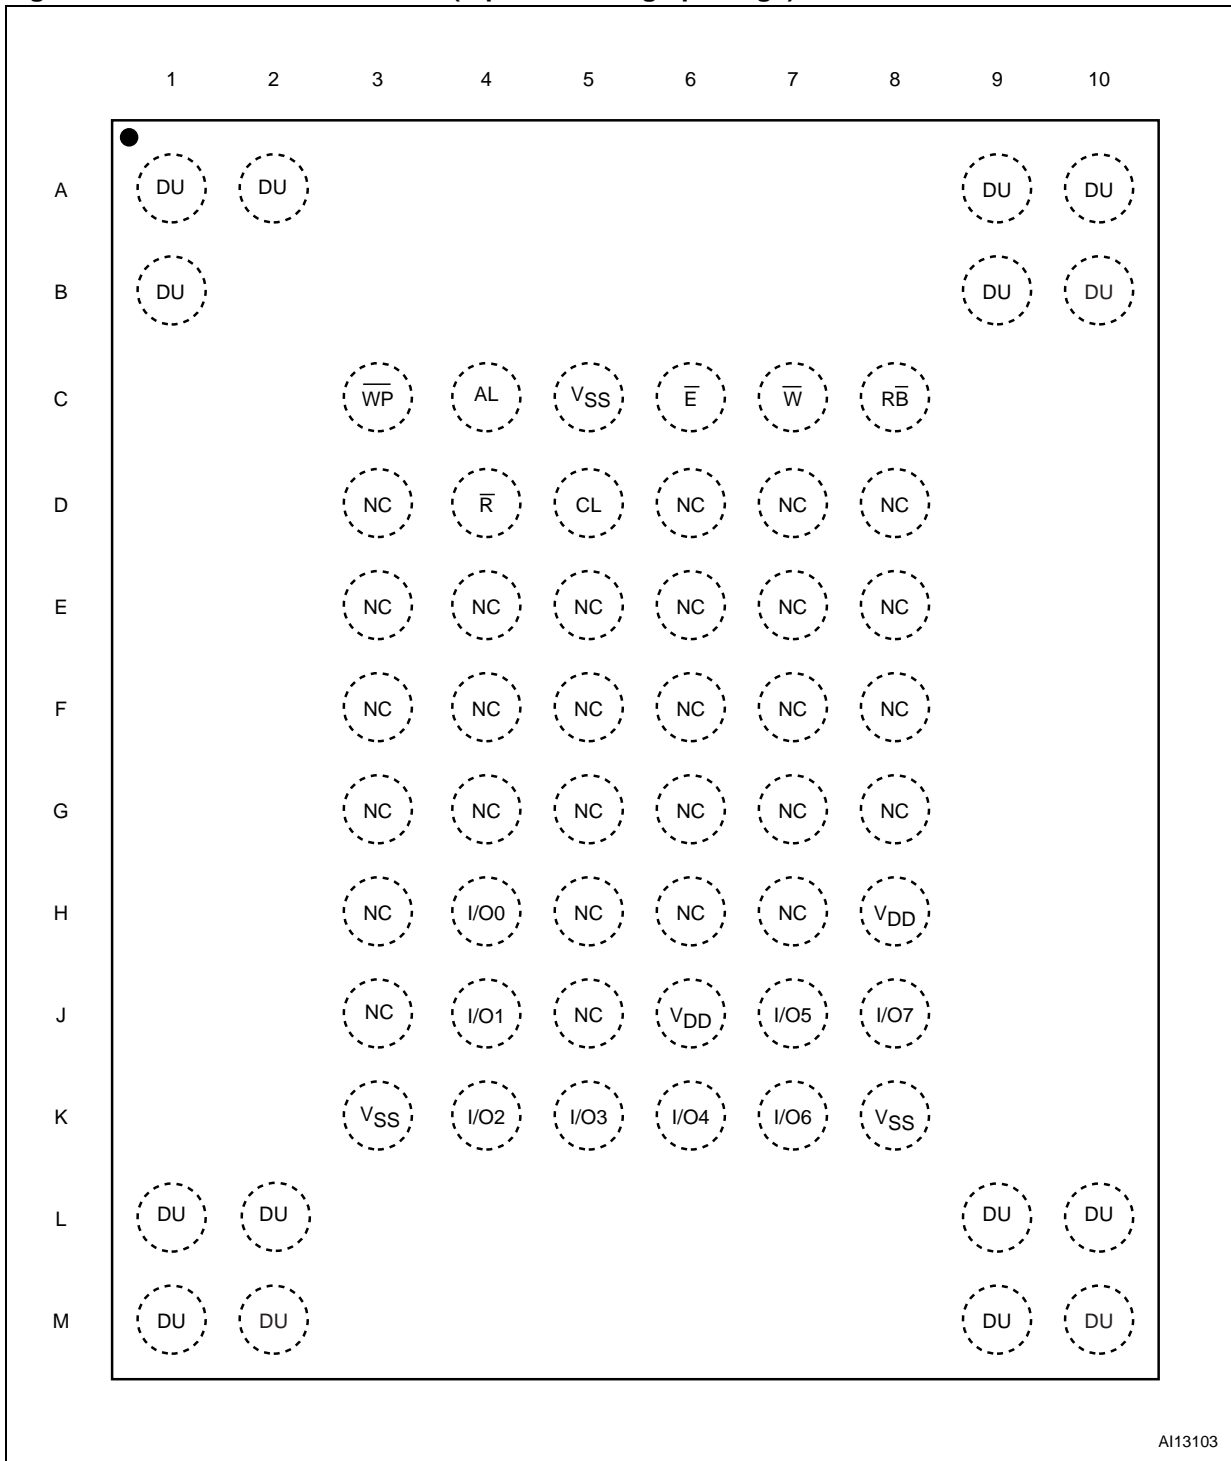 1 2 3 4 5 6 7 8 9 10
A DU DU DU DU
B DU DU DU
C W̅P̅ AL VSS E̅ W̅ RB̅
D NC R̅ CL NC NC NC
E NC NC NC NC NC NC
F NC NC NC NC NC NC
G NC NC NC NC NC NC
H NC I/O0 NC NC NC VDD
J NC I/O1 NC VDD I/O5 I/O7
K VSS I/O2 I/O3 I/O4 I/O6 VSS
L DU DU DU DU
M DU DU DU DU
AI13103